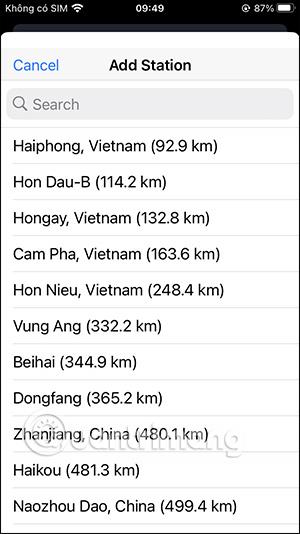 Không có SIM 09:49 87%
Cancel Add Station
Search
Haiphong, Vietnam (92.9 km)
Hon Dau-B (114.2 km)
Hongay, Vietnam (132.8 km)
Cam Pha, Vietnam (163.6 km)
Hon Nieu, Vietnam (248.4 km)
Vung Ang (332.2 km)
Beihai (344.9 km)
Dongfang (365.2 km)
Zhanjiang, China (480.1 km)
uantrimang
Haikou (481.3 km)
Naozhou Dao, China (499.4 km)